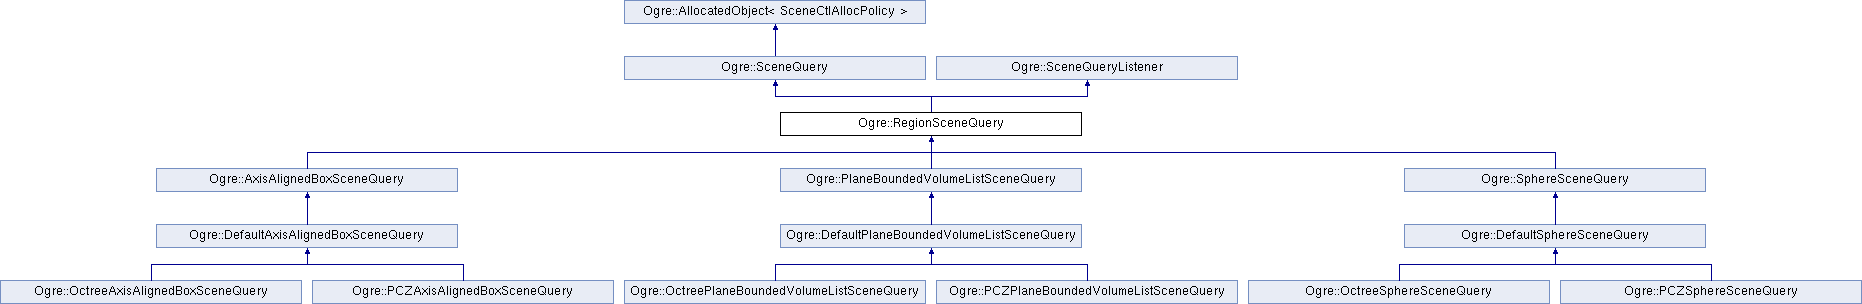 Ogre::AllocatedObject< SceneCtlAllocPolicy >
Ogre::SceneQuery
Ogre::SceneQueryListener
Ogre::RegionSceneQuery
Ogre::AxisAlignedBoxSceneQuery
Ogre::PlaneBoundedVolumeListSceneQuery
Ogre::SphereSceneQuery
Ogre::DefaultAxisAlignedBoxSceneQuery
Ogre::DefaultPlaneBoundedVolumeListSceneQuery
Ogre::DefaultSphereSceneQuery
Ogre::OctreeAxisAlignedBoxSceneQuery
Ogre::PCZAxisAlignedBoxSceneQuery
Ogre::OctreePlaneBoundedVolumeListSceneQuery
Ogre::PCZPlaneBoundedVolumeListSceneQuery
Ogre::OctreeSphereSceneQuery
Ogre::PCZSphereSceneQuery